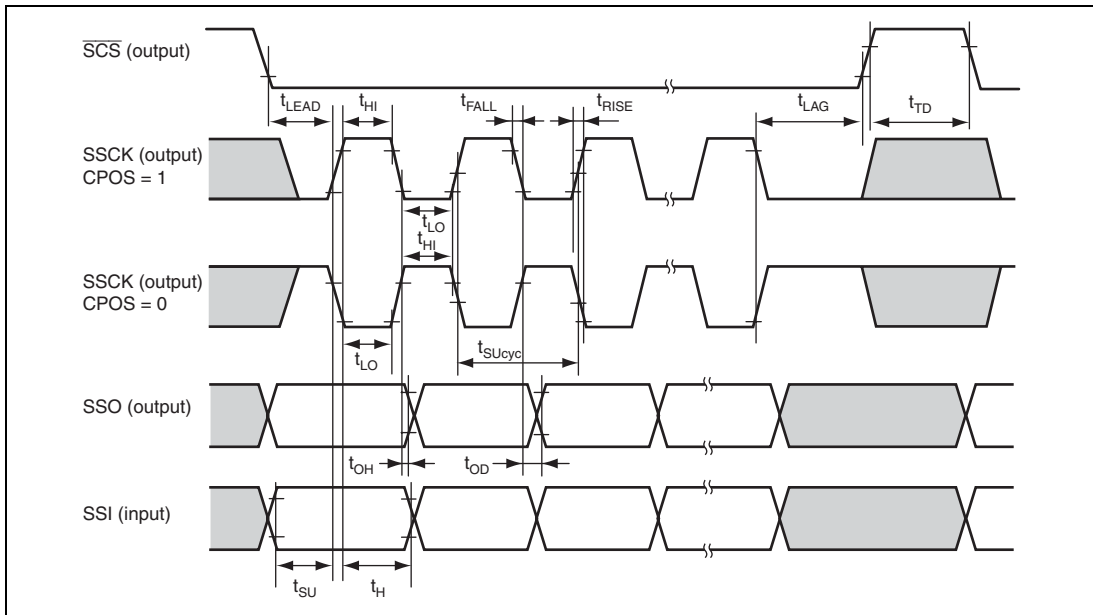 SCS (output)
tLEAD tHI tFALL tRISE tLAG tTD
SSCK (output)
CPOS = 1
tLO
tHI
SSCK (output)
CPOS = 0
tLO
tSUcyc
SSO (output)
tOH tOD
SSI (input)
tSU tH